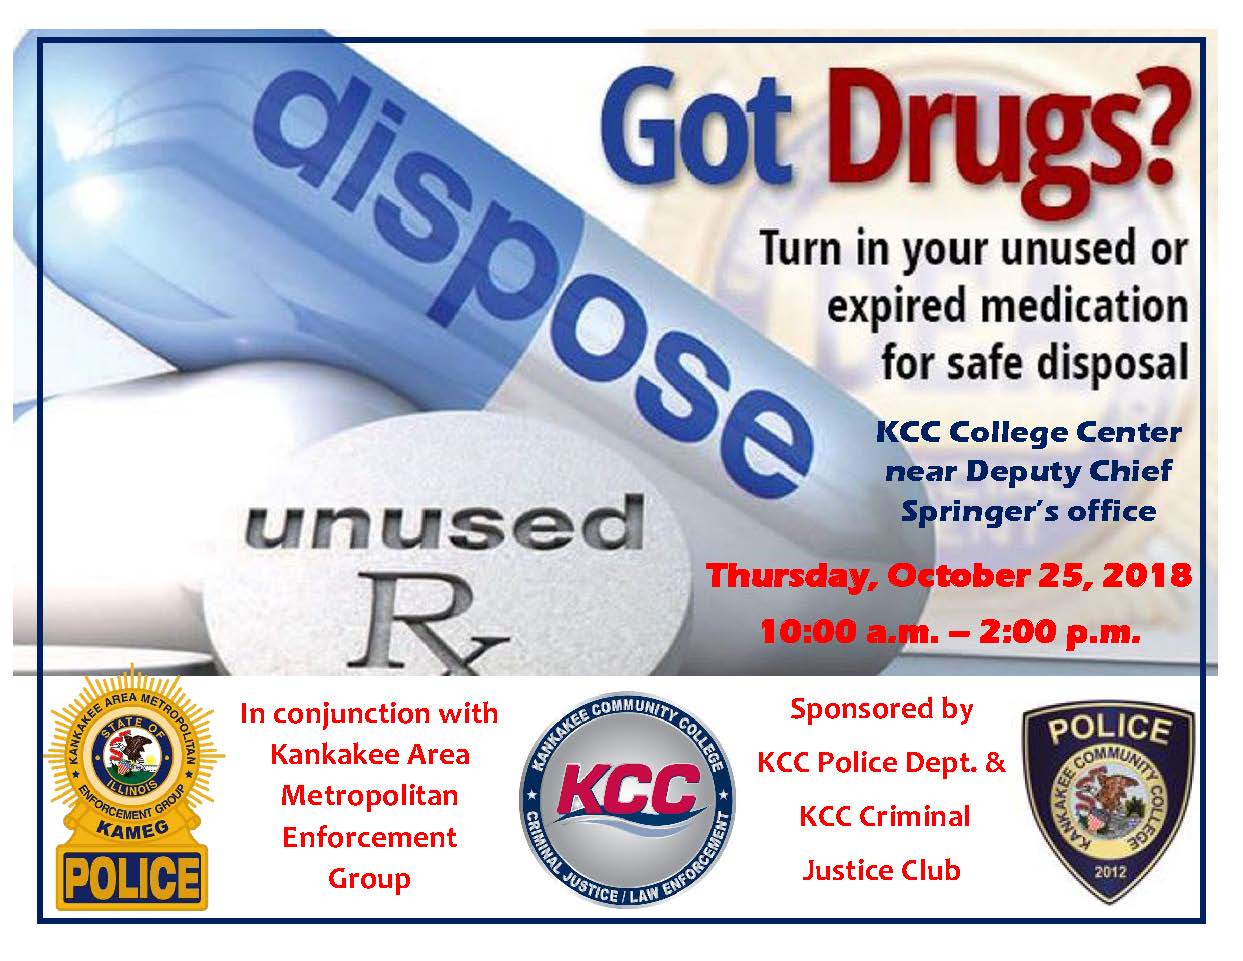 dispose
Got Drugs?
Turn in your unused or
expired medication
for safe disposal
KCC College Center
near Deputy Chief
Springer's office
unused
Rx
Thursday, October 25, 2018
10:00 a.m. – 2:00 p.m.
KANKAKEE AREA METROPOLITAN
STATE OF
ILLINOIS
ENFORCEMENT GROUP
KAMEG
POLICE
In conjunction with
Kankakee Area
Metropolitan
Enforcement
Group
KANKAKEE COMMUNITY COLLEGE
KCC
CRIMINAL JUSTICE / LAW ENFORCEMENT
Sponsored by
KCC Police Dept. &
KCC Criminal
Justice Club
POLICE
KANKAKEE COMMUNITY COLLEGE
2012